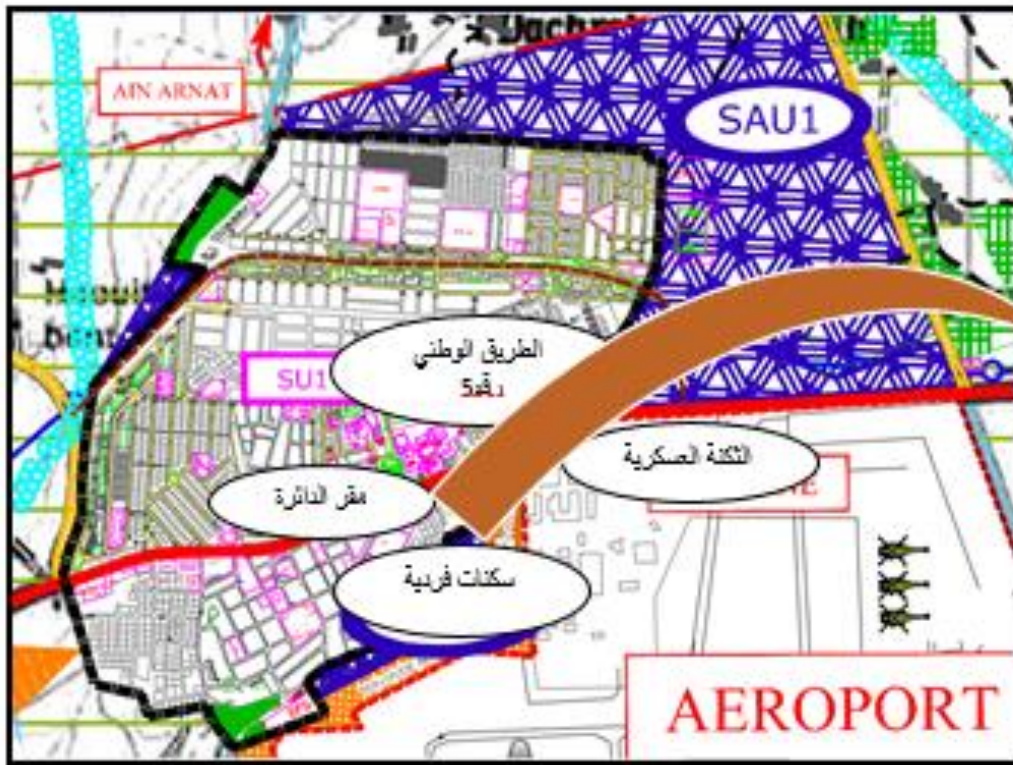 AIN ARNAT
SAU1
الطريق الوطني
رقم5
SU1
الثكنة العسكرية
مقر الدائرة
سكنات فردية
AEROPORT